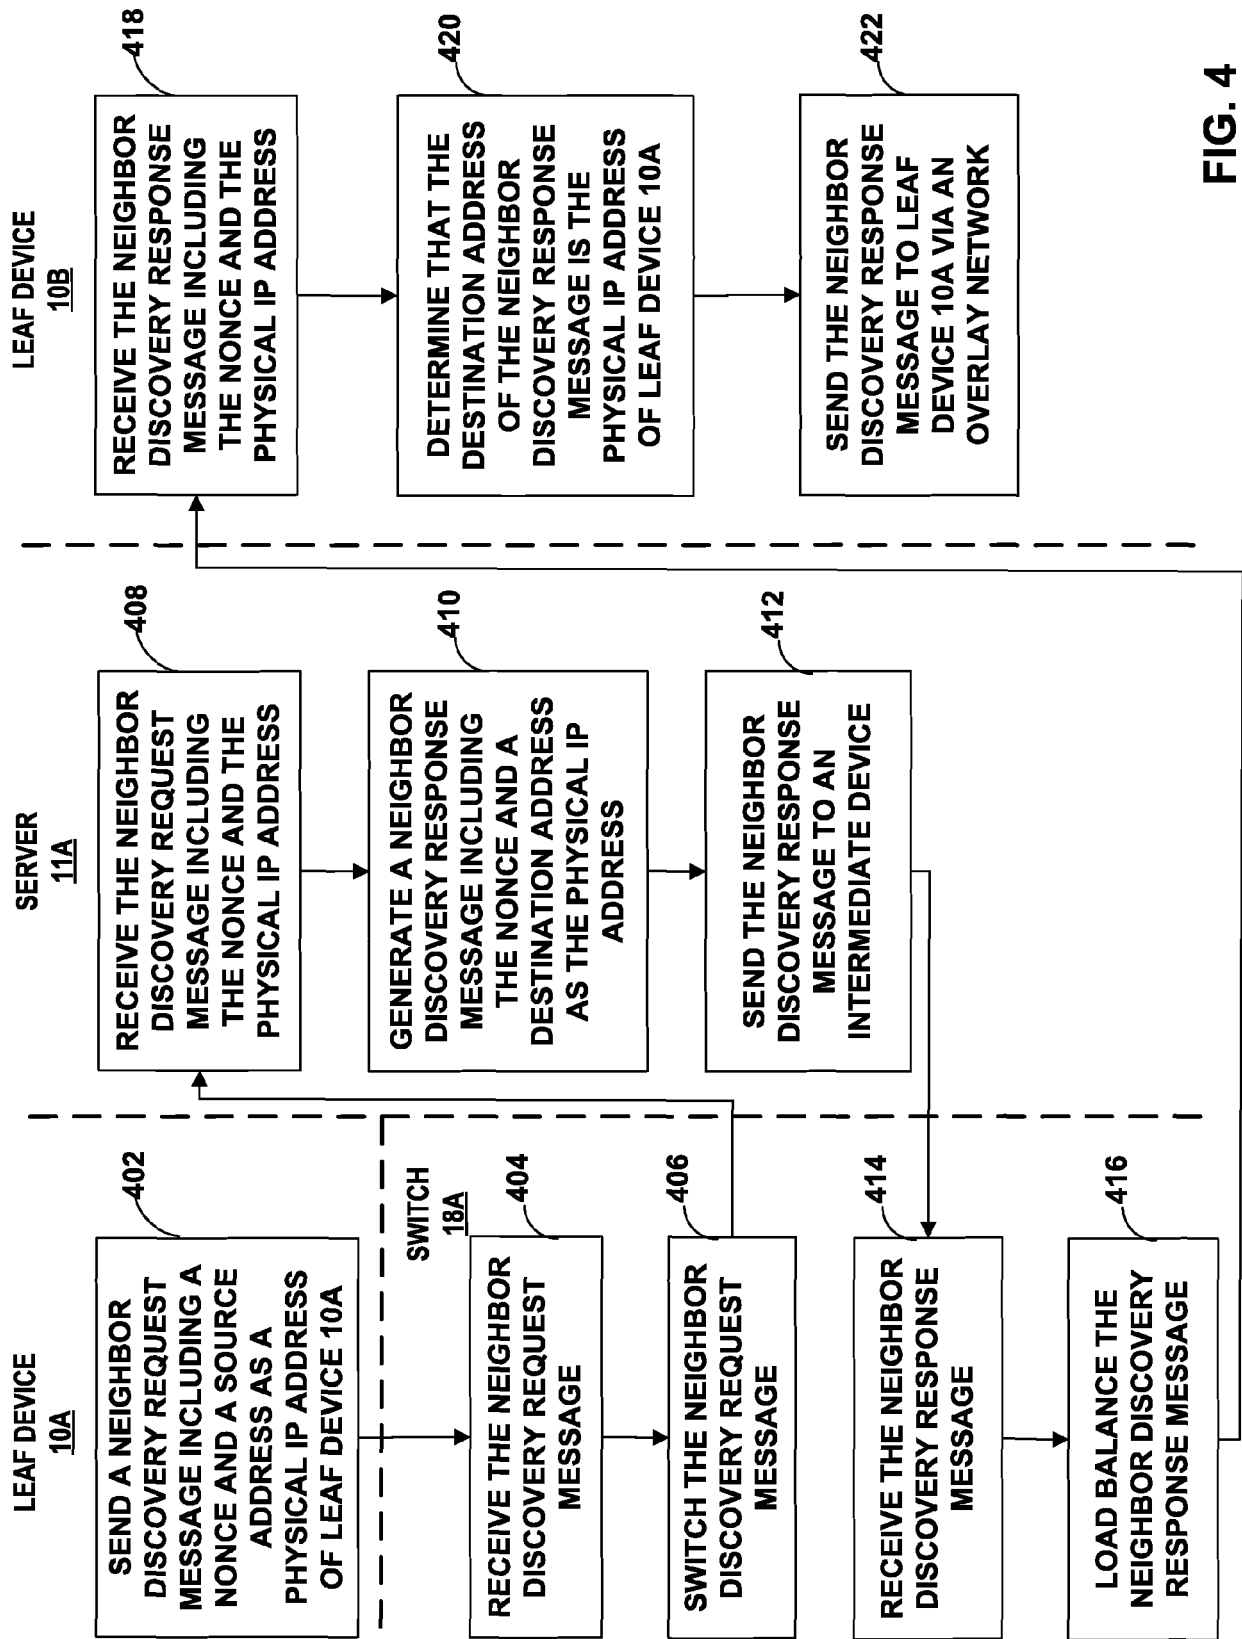 LEAF DEVICE
10A
SEND A NEIGHBOR
DISCOVERY REQUEST
MESSAGE INCLUDING A
NONCE AND A SOURCE
ADDRESS AS A
PHYSICAL IP ADDRESS
OF LEAF DEVICE 10A
402
SWITCH
18A
RECEIVE THE NEIGHBOR
DISCOVERY REQUEST
MESSAGE
404
SWITCH THE NEIGHBOR
DISCOVERY REQUEST
MESSAGE
406
SERVER
11A
RECEIVE THE NEIGHBOR
DISCOVERY REQUEST
MESSAGE INCLUDING
THE NONCE AND THE
PHYSICAL IP ADDRESS
408
GENERATE A NEIGHBOR
DISCOVERY RESPONSE
MESSAGE INCLUDING
THE NONCE AND A
DESTINATION ADDRESS
AS THE PHYSICAL IP
ADDRESS
410
SEND THE NEIGHBOR
DISCOVERY RESPONSE
MESSAGE TO AN
INTERMEDIATE DEVICE
412
RECEIVE THE NEIGHBOR
DISCOVERY RESPONSE
MESSAGE
414
LOAD BALANCE THE
NEIGHBOR DISCOVERY
RESPONSE MESSAGE
416
LEAF DEVICE
10B
RECEIVE THE NEIGHBOR
DISCOVERY RESPONSE
MESSAGE INCLUDING
THE NONCE AND THE
PHYSICAL IP ADDRESS
418
DETERMINE THAT THE
DESTINATION ADDRESS
OF THE NEIGHBOR
DISCOVERY RESPONSE
MESSAGE IS THE
PHYSICAL IP ADDRESS
OF LEAF DEVICE 10A
420
SEND THE NEIGHBOR
DISCOVERY RESPONSE
MESSAGE TO LEAF
DEVICE 10A VIA AN
OVERLAY NETWORK
422
FIG. 4